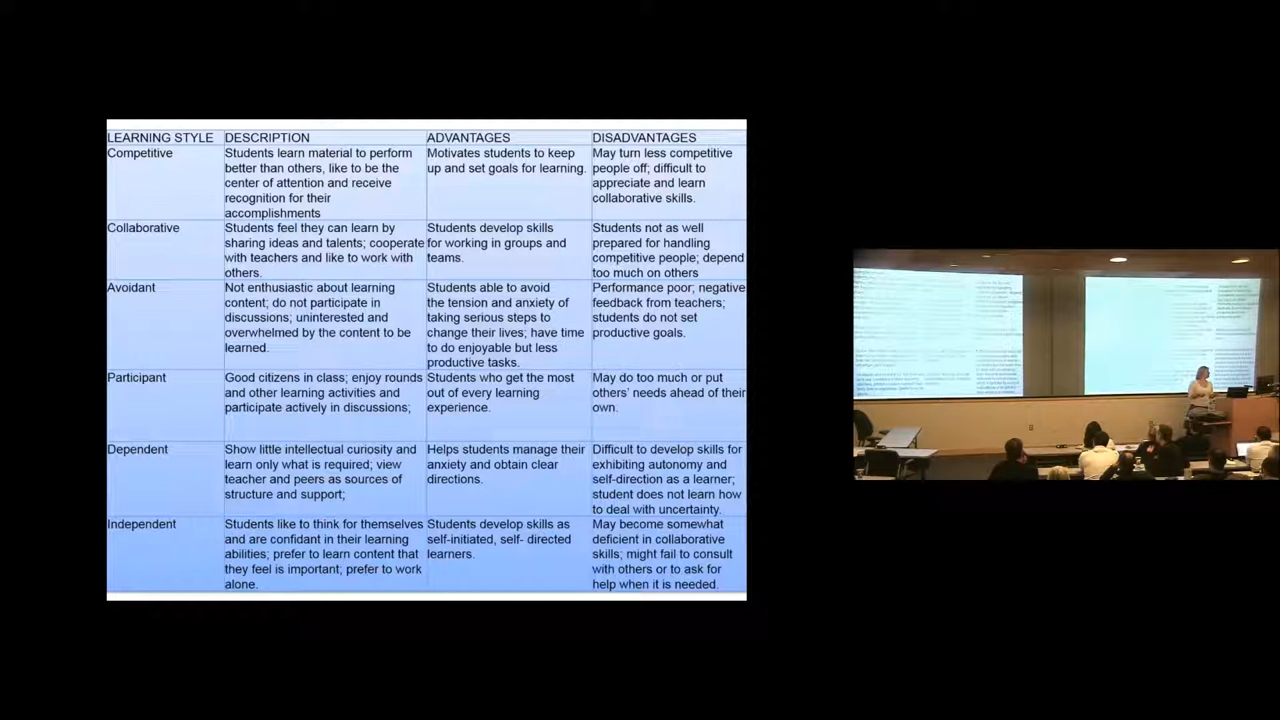 LEARNING STYLE DESCRIPTION ADVANTAGES DISADVANTAGES
Competitive
Students learn material to perform
better than others, like to be the
center of attention and receive
recognition for their
accomplishments
Motivates students to keep
up and set goals for learning.
May turn less competitive
people off; difficult to
appreciate and learn
collaborative skills.
Collaborative
Students feel they can learn by
sharing ideas and talents; cooperate
with teachers and like to work with
others.
Students develop skills
for working in groups and
teams.
Students not as well
prepared for handling
competitive people; depend
too much on others
Avoidant
Not enthusiastic about learning
content; do not participate in
discussions; uninterested and
overwhelmed by the content to be
learned.
Students able to avoid
the tension and anxiety of
taking serious steps to
change their lives; have time
to do enjoyable but less
productive tasks.
Performance poor; negative
feedback from teachers;
students do not set
productive goals.
Participant
Good citizens in class; enjoy rounds
and other learning activities and
participate actively in discussions;
Students who get the most
out of every learning
experience.
May do too much or put
others' needs ahead of their
own.
Dependent
Show little intellectual curiosity and
learn only what is required; view
teacher and peers as sources of
structure and support;
Helps students manage their
anxiety and obtain clear
directions.
Difficult to develop skills for
exhibiting autonomy and
self-direction as a learner;
student does not learn how
to deal with uncertainty.
Independent
Students like to think for themselves
and are confidant in their learning
abilities; prefer to learn content that
they feel is important; prefer to work
alone.
Students develop skills as
self-initiated, self- directed
learners.
May become somewhat
deficient in collaborative
skills; might fail to consult
with others or to ask for
help when it is needed.